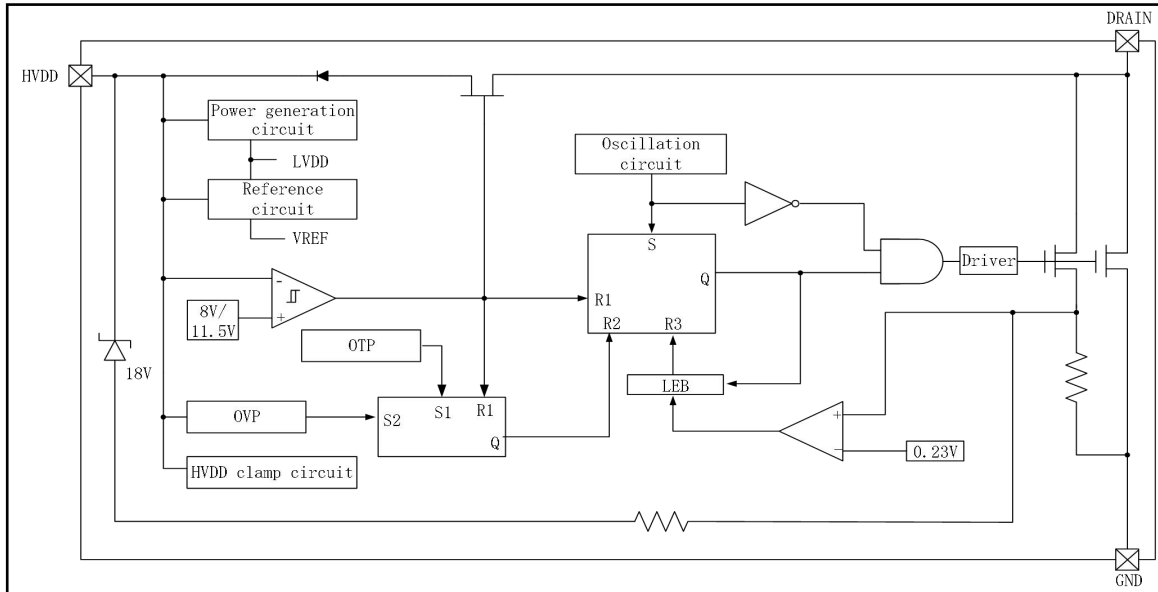 DRAIN
HVDD
Power generation
circuit
LVDD
Reference
circuit
VREF
Oscillation
circuit
S
Q
R1
R2 R3
Driver
-
+
8V/
11.5V
OTP
18V
LEB
OVP
S2
S1 R1
Q
+
-
0.23V
HVDD clamp circuit
GND